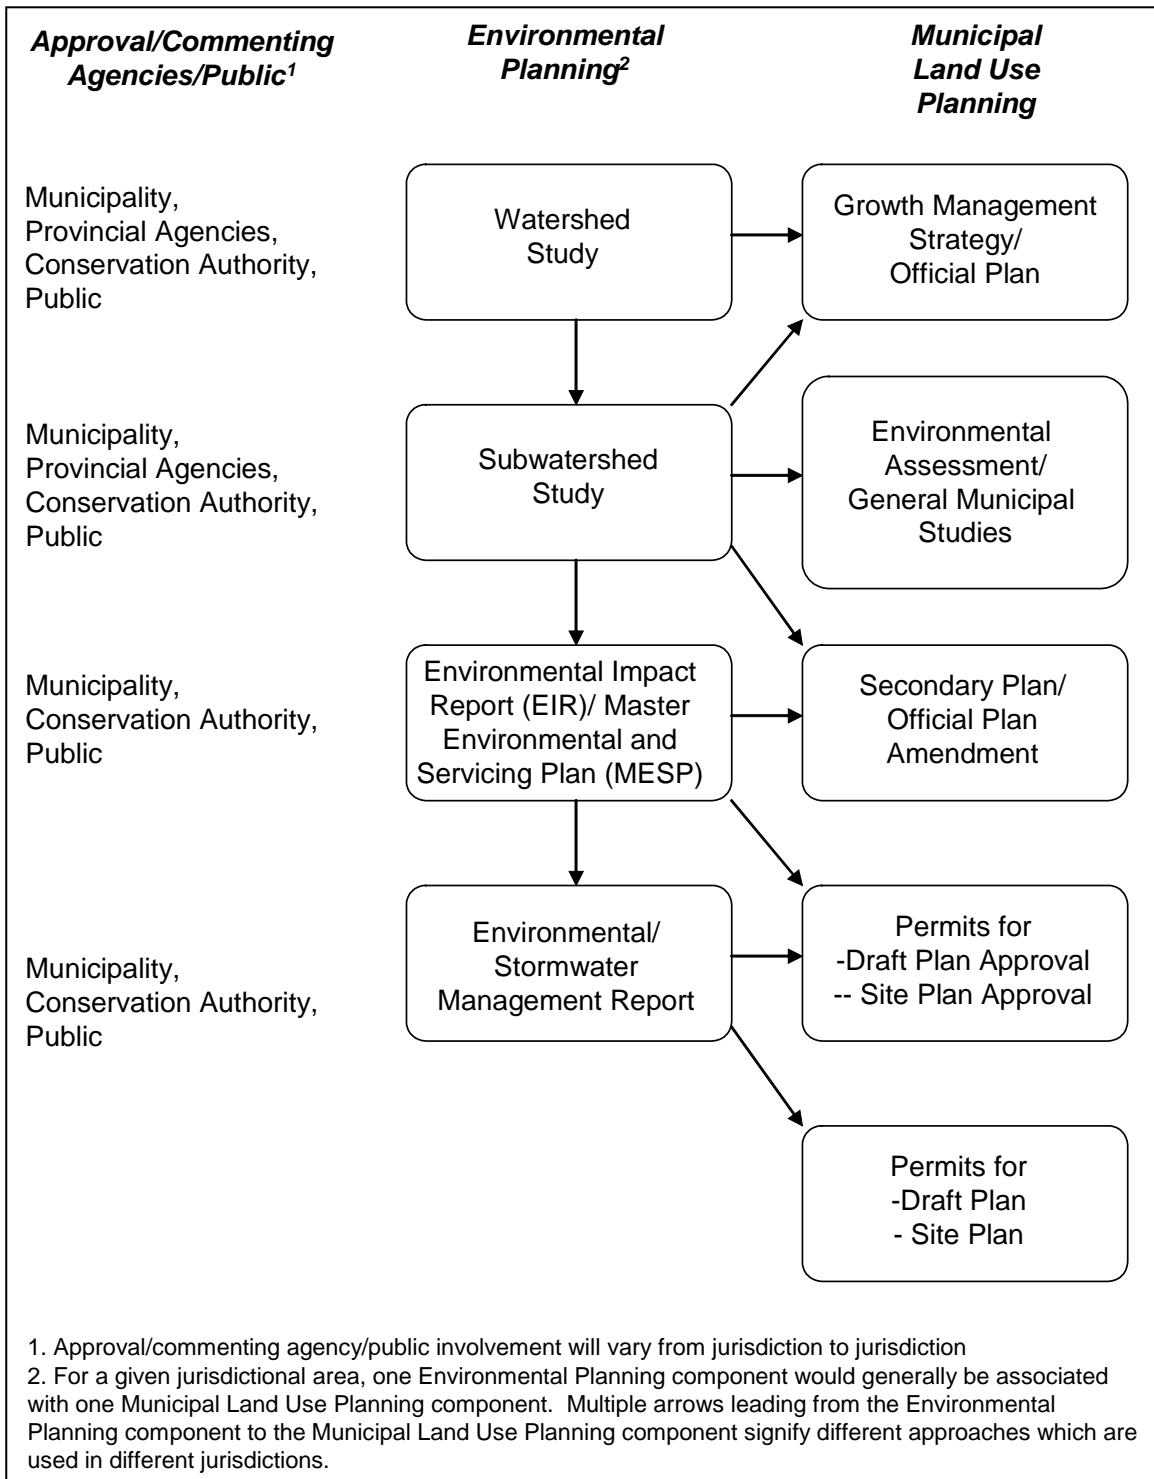 Approval/Commenting
Agencies/Public1
Environmental
Planning2
Municipal
Land Use
Planning
Municipality,
Provincial Agencies,
Conservation Authority,
Public
Watershed
Study
Growth Management
Strategy/
Official Plan
Municipality,
Provincial Agencies,
Conservation Authority,
Public
Subwatershed
Study
Environmental
Assessment/
General Municipal
Studies
Municipality,
Conservation Authority,
Public
Environmental Impact
Report (EIR)/ Master
Environmental and
Servicing Plan (MESP)
Secondary Plan/
Official Plan
Amendment
Municipality,
Conservation Authority,
Public
Environmental/
Stormwater
Management Report
Permits for
-Draft Plan Approval
-- Site Plan Approval
Permits for
-Draft Plan
- Site Plan
1. Approval/commenting agency/public involvement will vary from jurisdiction to jurisdiction
2. For a given jurisdictional area, one Environmental Planning component would generally be associated
with one Municipal Land Use Planning component.  Multiple arrows leading from the Environmental
Planning component to the Municipal Land Use Planning component signify different approaches which are
used in different jurisdictions.